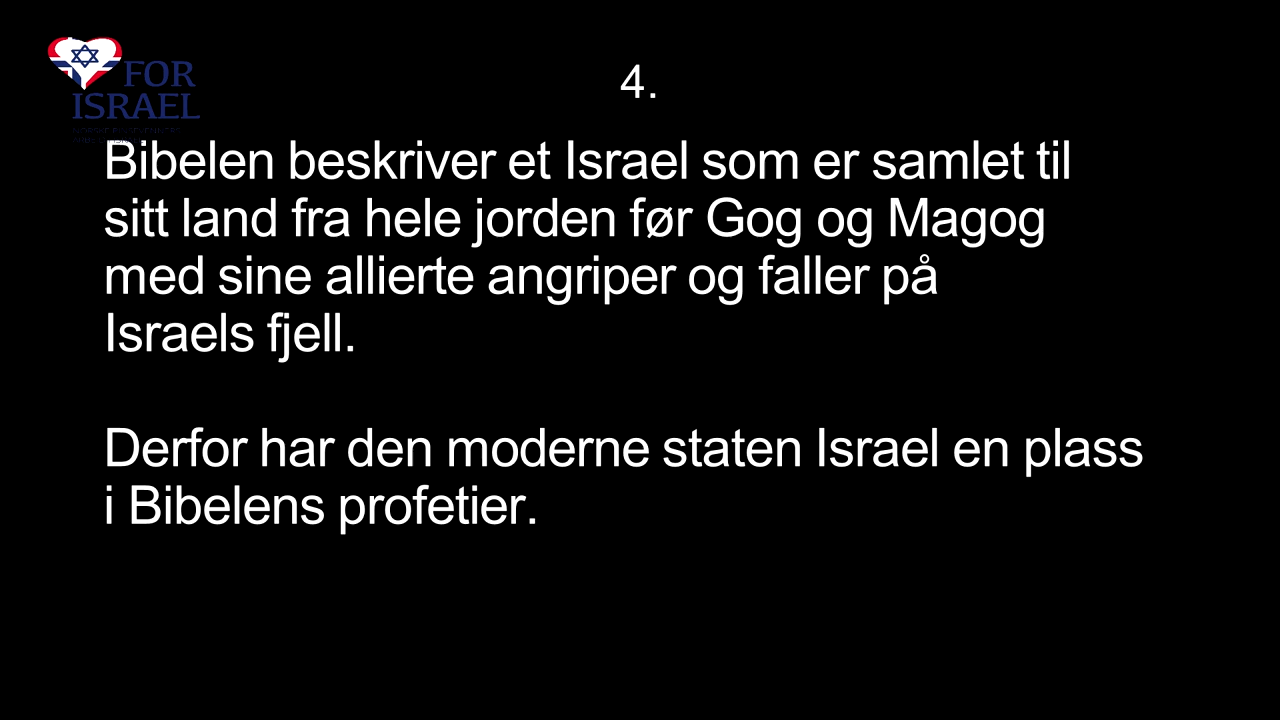 FOR
ISRAEL
4.
Bibelen beskriver et Israel som er samlet til
sitt land fra hele jorden før Gog og Magog
med sine allierte angriper og faller på
Israels fjell.
Derfor har den moderne staten Israel en plass
i Bibelens profetier.